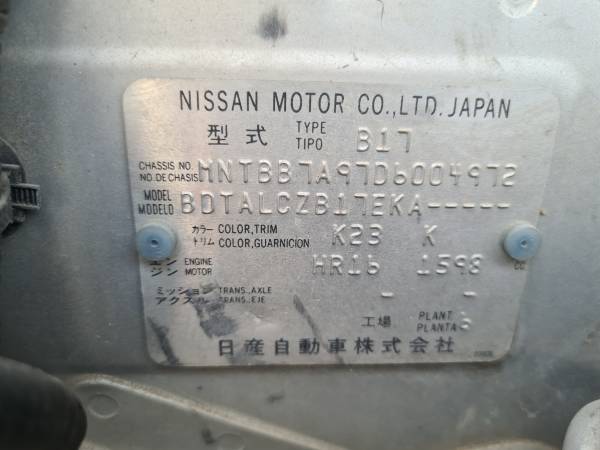 NISSAN MOTOR CO.,LTD. JAPAN
型式 TYPE TIPO B17
CHASSIS NO. NO.DE CHASIS MNTBB7A97D6004972
MODEL MODELO BDTALCZB17EKA-----
カラー トリム COLOR,TRIM COLOR,GUARNICION K23 K
エンジン ENGINE MOTOR HR16 1598 CC
ミッション アクスル TRANS.,AXLE TRANS.,EJE - -
工場 PLANT PLANTA 6
日産自動車株式会社